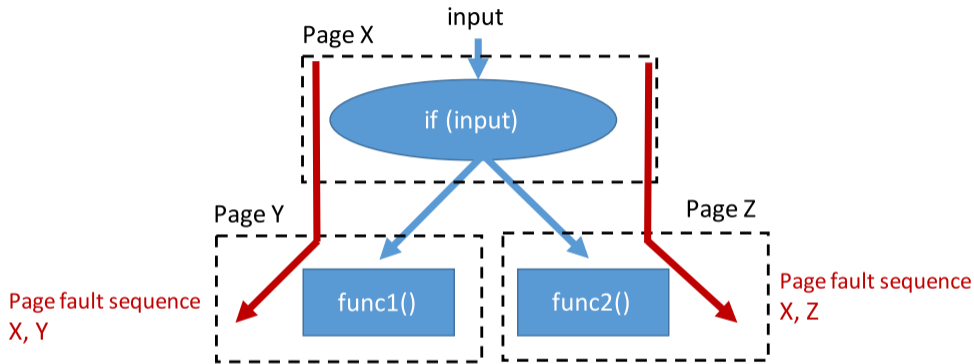 input
Page X
if (input)
Page Y
Page Z
func1()
func2()
Page fault sequence
X, Y
Page fault sequence
X, Z